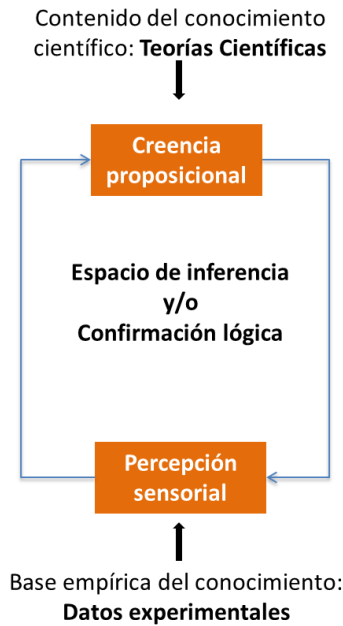 Contenido del conocimiento
científico: Teorías Científicas
Creencia
proposicional
Espacio de inferencia
y/o
Confirmación lógica
Percepción
sensorial
Base empírica del conocimiento:
Datos experimentales